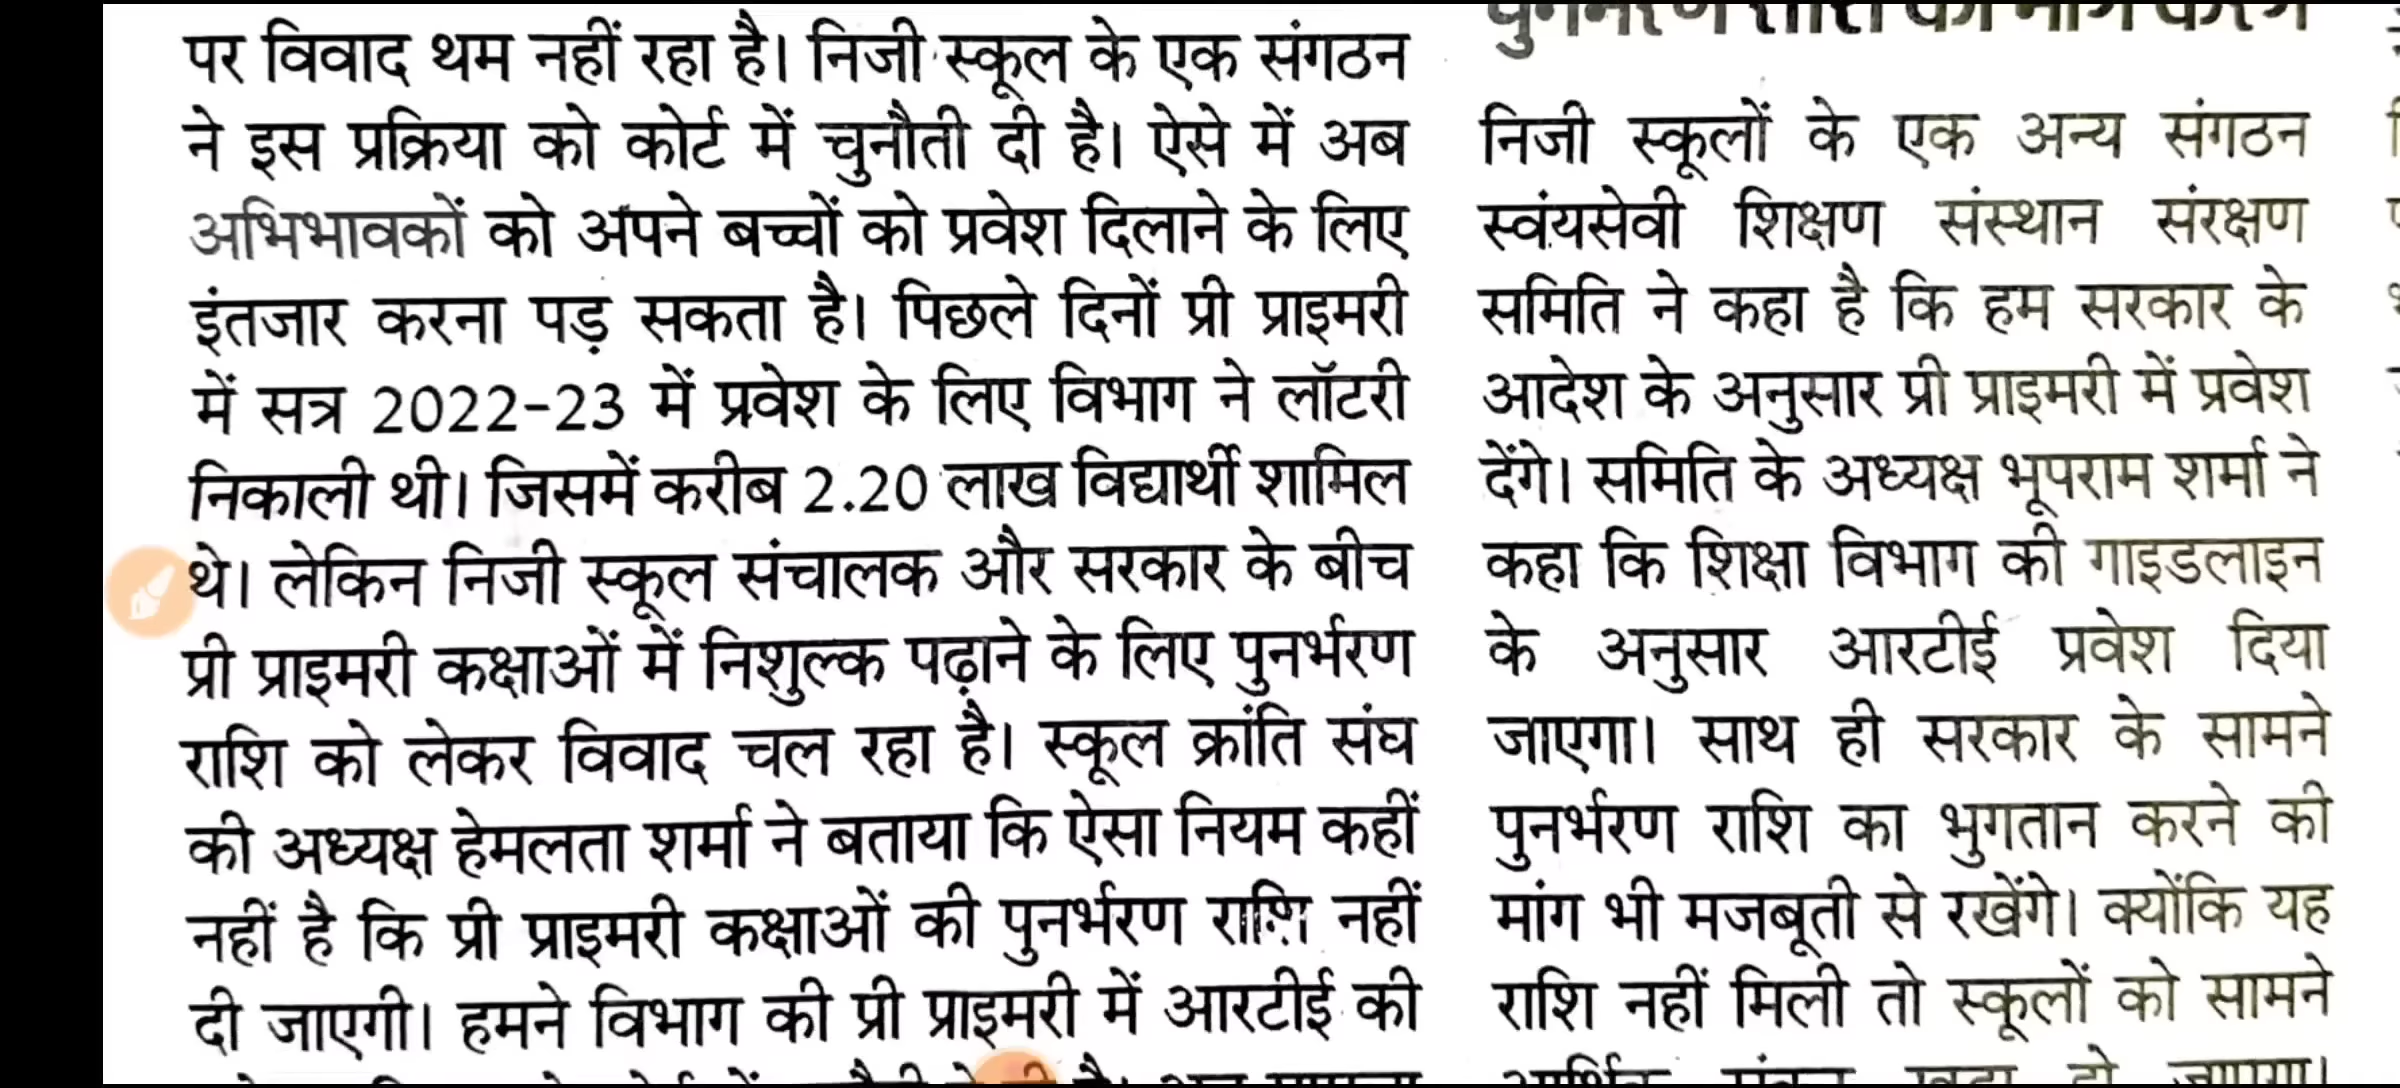 पर विवाद थम नहीं रहा है। निजी स्कूल के एक संगठन
ने इस प्रक्रिया को कोर्ट में चुनौती दी है। ऐसे में अब
अभिभावकों को अपने बच्चों को प्रवेश दिलाने के लिए
इंतजार करना पड़ सकता है। पिछले दिनों प्री प्राइमरी
में सत्र 2022-23 में प्रवेश के लिए विभाग ने लॉटरी
निकाली थी। जिसमें करीब 2.20 लाख विद्यार्थी शामिल
थे। लेकिन निजी स्कूल संचालक और सरकार के बीच
प्री प्राइमरी कक्षाओं में निशुल्क पढ़ाने के लिए पुनर्भरण
राशि को लेकर विवाद चल रहा है। स्कूल क्रांति संघ
की अध्यक्ष हेमलता शर्मा ने बताया कि ऐसा नियम कहीं
नहीं है कि प्री प्राइमरी कक्षाओं की पुनर्भरण राशि नहीं
दी जाएगी। हमने विभाग की प्री प्राइमरी में आरटीई की
निजी स्कूलों के एक अन्य संगठन
स्वंयसेवी शिक्षण संस्थान संरक्षण
समिति ने कहा है कि हम सरकार के
आदेश के अनुसार प्री प्राइमरी में प्रवेश
देंगे। समिति के अध्यक्ष भूपराम शर्मा ने
कहा कि शिक्षा विभाग की गाइडलाइन
के अनुसार आरटीई प्रवेश दिया
जाएगा। साथ ही सरकार के सामने
पुनर्भरण राशि का भुगतान करने की
मांग भी मजबूती से रखेंगे। क्योंकि यह
राशि नहीं मिली तो स्कूलों को सामने